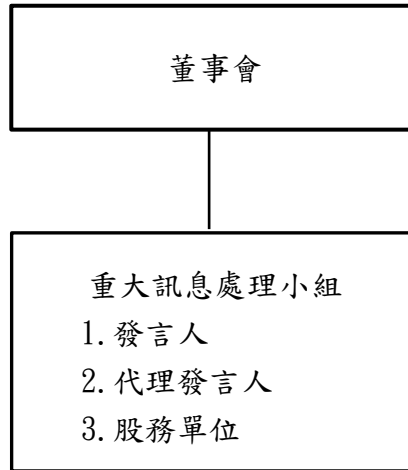 董事會
重大訊息處理小組
1.發言人
2.代理發言人
3.股務單位